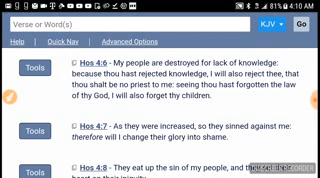 81% 4:10 AM
Verse or Word(s) KJV Go
Help Quick Nav Advanced Options
Tools Hos 4:6 - My people are destroyed for lack of knowledge:
because thou hast rejected knowledge, I will also reject thee, that
thou shalt be no priest to me: seeing thou hast forgotten the law
of thy God, I will also forget thy children.
Tools Hos 4:7 - As they were increased, so they sinned against me:
therefore will I change their glory into shame.
Tools Hos 4:8 - They eat up the sin of my people, and they set their
heart on their iniquity.